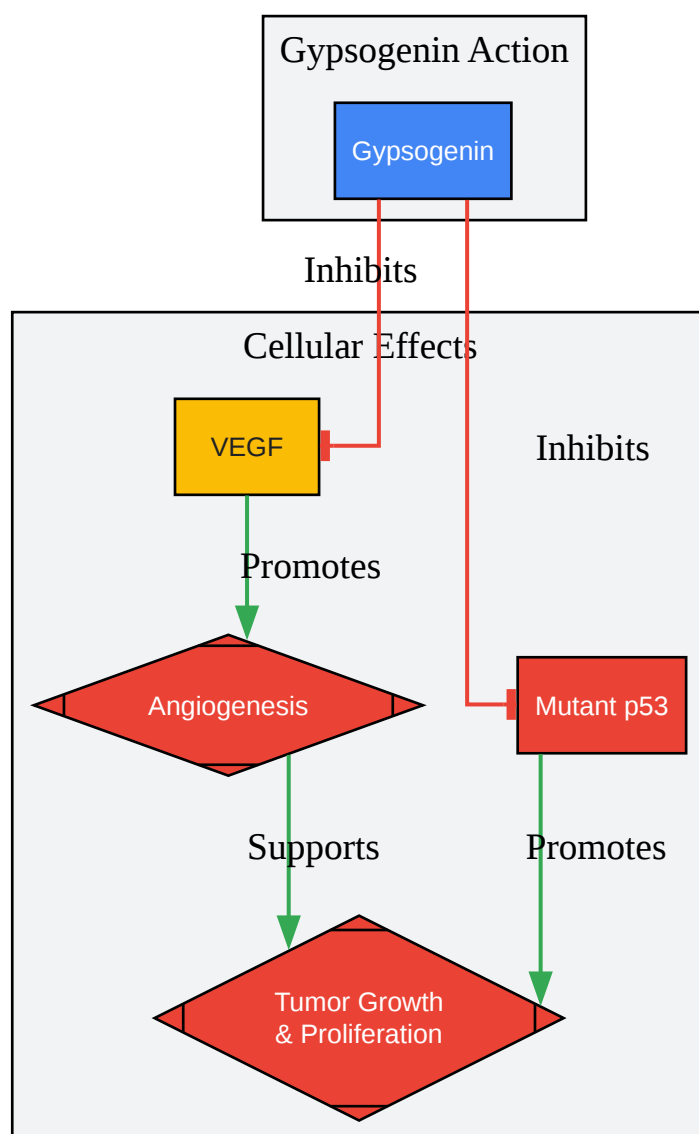 Gypsogenin Action
Gypsogenin
Inhibits
Cellular Effects
VEGF
Inhibits
Promotes
Angiogenesis
Mutant p53
Supports
Promotes
Tumor Growth
& Proliferation